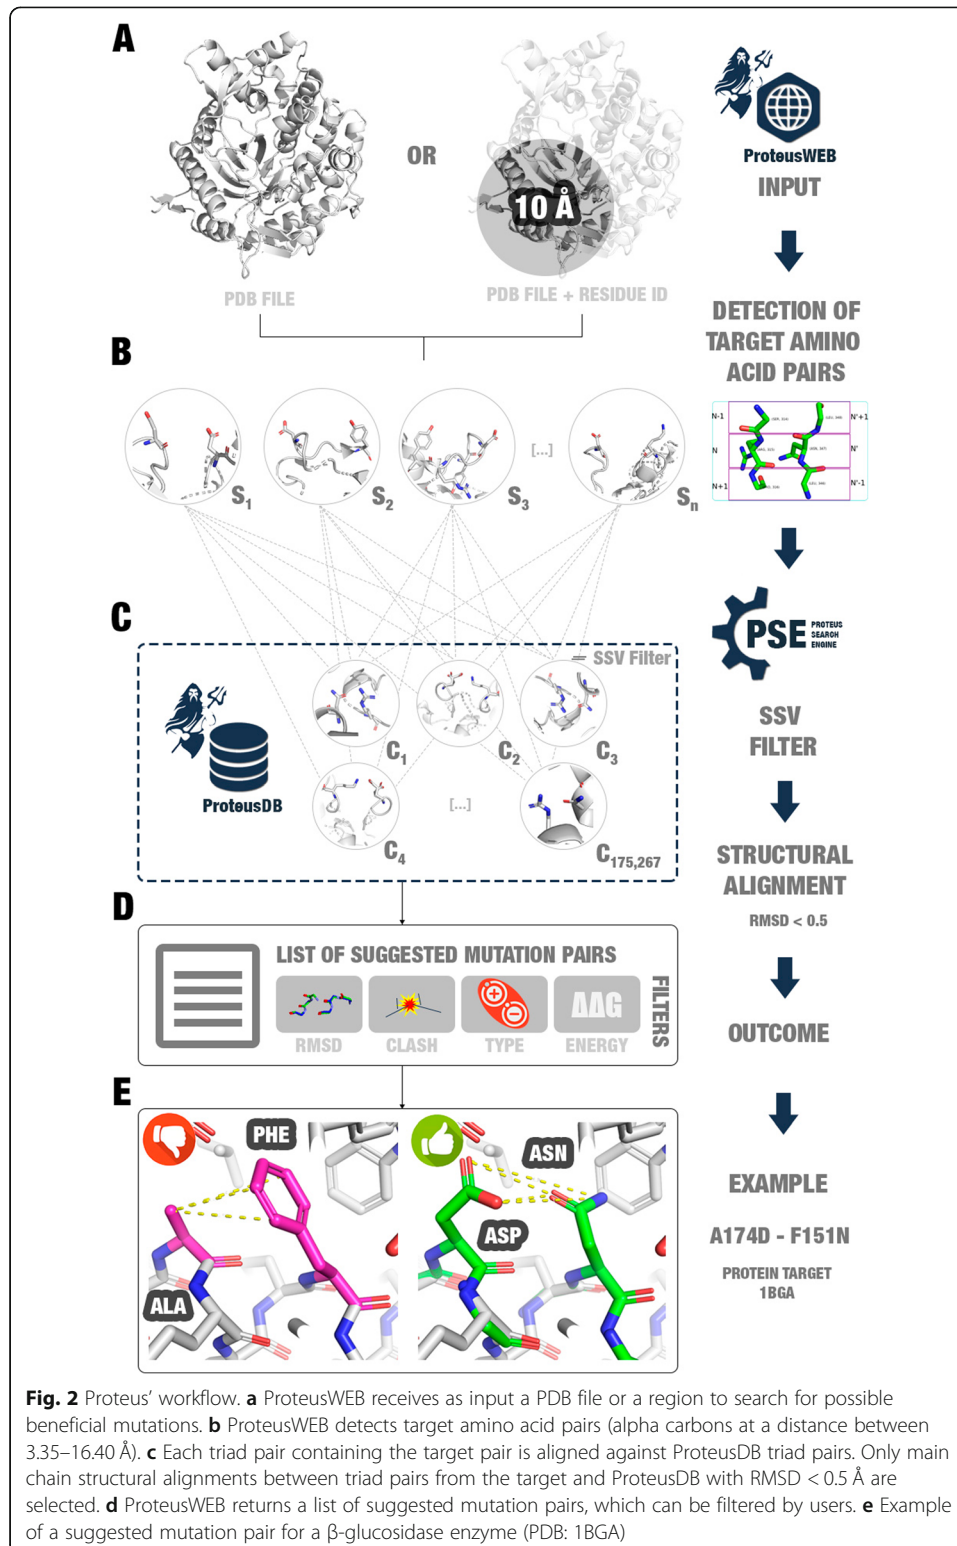 A
OR
10 Å
PDB FILE
PDB FILE + RESIDUE ID
ProteusWEB
INPUT
DETECTION OF
TARGET AMINO
ACID PAIRS
B
S1
S2
S3
[...]
Sn
N-1
N
N+1
N'+1
N'
N'-1
PSE
PROTEUS
SEARCH
ENGINE
C
SSV Filter
ProteusDB
C1
C2
C3
C4
[...]
C175,267
SSV
FILTER
STRUCTURAL
ALIGNMENT
RMSD < 0.5
D
LIST OF SUGGESTED MUTATION PAIRS
ΔΔG
RMSD
CLASH
TYPE
ENERGY
FILTERS
OUTCOME
E
PHE
ALA
ASN
ASP
EXAMPLE
A174D - F151N
PROTEIN TARGET
1BGA
Fig. 2 Proteus' workflow. a ProteusWEB receives as input a PDB file or a region to search for possible
beneficial mutations. b ProteusWEB detects target amino acid pairs (alpha carbons at a distance between
3.35–16.40 Å). c Each triad pair containing the target pair is aligned against ProteusDB triad pairs. Only main
chain structural alignments between triad pairs from the target and ProteusDB with RMSD < 0.5 Å are
selected. d ProteusWEB returns a list of suggested mutation pairs, which can be filtered by users. e Example
of a suggested mutation pair for a β-glucosidase enzyme (PDB: 1BGA)